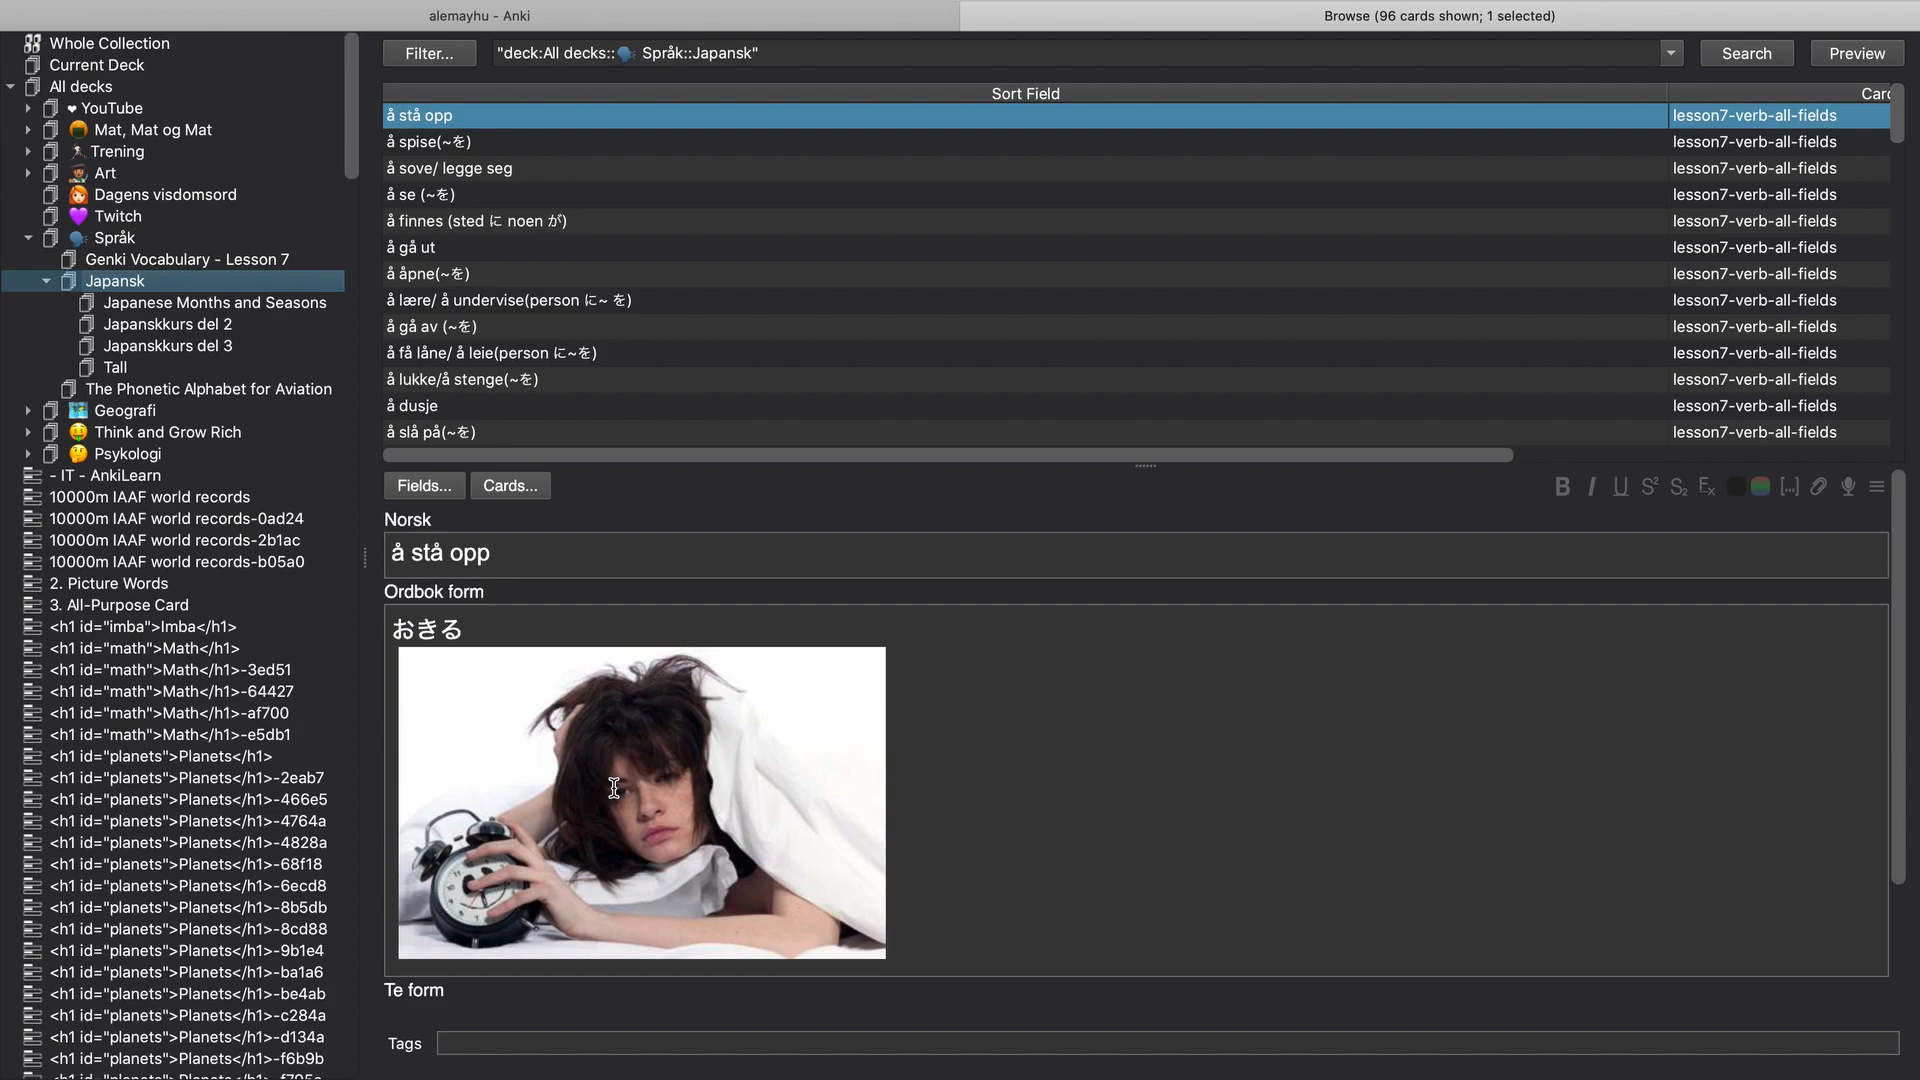 alemayhu - Anki
Browse (96 cards shown; 1 selected)
Whole Collection
Current Deck
All decks
❤ YouTube
Mat, Mat og Mat
Trening
Art
Dagens visdomsord
💜 Twitch
🗣 Språk
Genki Vocabulary - Lesson 7
Japansk
Japanese Months and Seasons
Japanskkurs del 2
Japanskkurs del 3
Tall
The Phonetic Alphabet for Aviation
Geografi
🤑 Think and Grow Rich
🤔 Psykologi
- IT - AnkiLearn
10000m IAAF world records
10000m IAAF world records-0ad24
10000m IAAF world records-2b1ac
10000m IAAF world records-b05a0
2. Picture Words
3. All-Purpose Card
<h1 id="imba">Imba</h1>
<h1 id="math">Math</h1>
<h1 id="math">Math</h1>-3ed51
<h1 id="math">Math</h1>-64427
<h1 id="math">Math</h1>-af700
<h1 id="math">Math</h1>-e5db1
<h1 id="planets">Planets</h1>
<h1 id="planets">Planets</h1>-2eab7
<h1 id="planets">Planets</h1>-466e5
<h1 id="planets">Planets</h1>-4764a
<h1 id="planets">Planets</h1>-4828a
<h1 id="planets">Planets</h1>-68f18
<h1 id="planets">Planets</h1>-6ecd8
<h1 id="planets">Planets</h1>-8b5db
<h1 id="planets">Planets</h1>-8cd88
<h1 id="planets">Planets</h1>-9b1e4
<h1 id="planets">Planets</h1>-ba1a6
<h1 id="planets">Planets</h1>-be4ab
<h1 id="planets">Planets</h1>-c284a
<h1 id="planets">Planets</h1>-d134a
<h1 id="planets">Planets</h1>-f6b9b
Filter... "deck:All decks::🗣 Språk::Japansk" Search Preview
Sort Field Card
å stå opp lesson7-verb-all-fields
å spise(~を) lesson7-verb-all-fields
å sove/ legge seg lesson7-verb-all-fields
å se (~を) lesson7-verb-all-fields
å finnes (sted に noen が) lesson7-verb-all-fields
å gå ut lesson7-verb-all-fields
å åpne(~を) lesson7-verb-all-fields
å lære/ å undervise(person に~ を) lesson7-verb-all-fields
å gå av (~を) lesson7-verb-all-fields
å få låne/ å leie(person に~を) lesson7-verb-all-fields
å lukke/å stenge(~を) lesson7-verb-all-fields
å dusje lesson7-verb-all-fields
å slå på(~を) lesson7-verb-all-fields
Fields... Cards... B I U S² S₂ Ex [...]
Norsk
å stå opp
Ordbok form
おきる
Te form
Tags